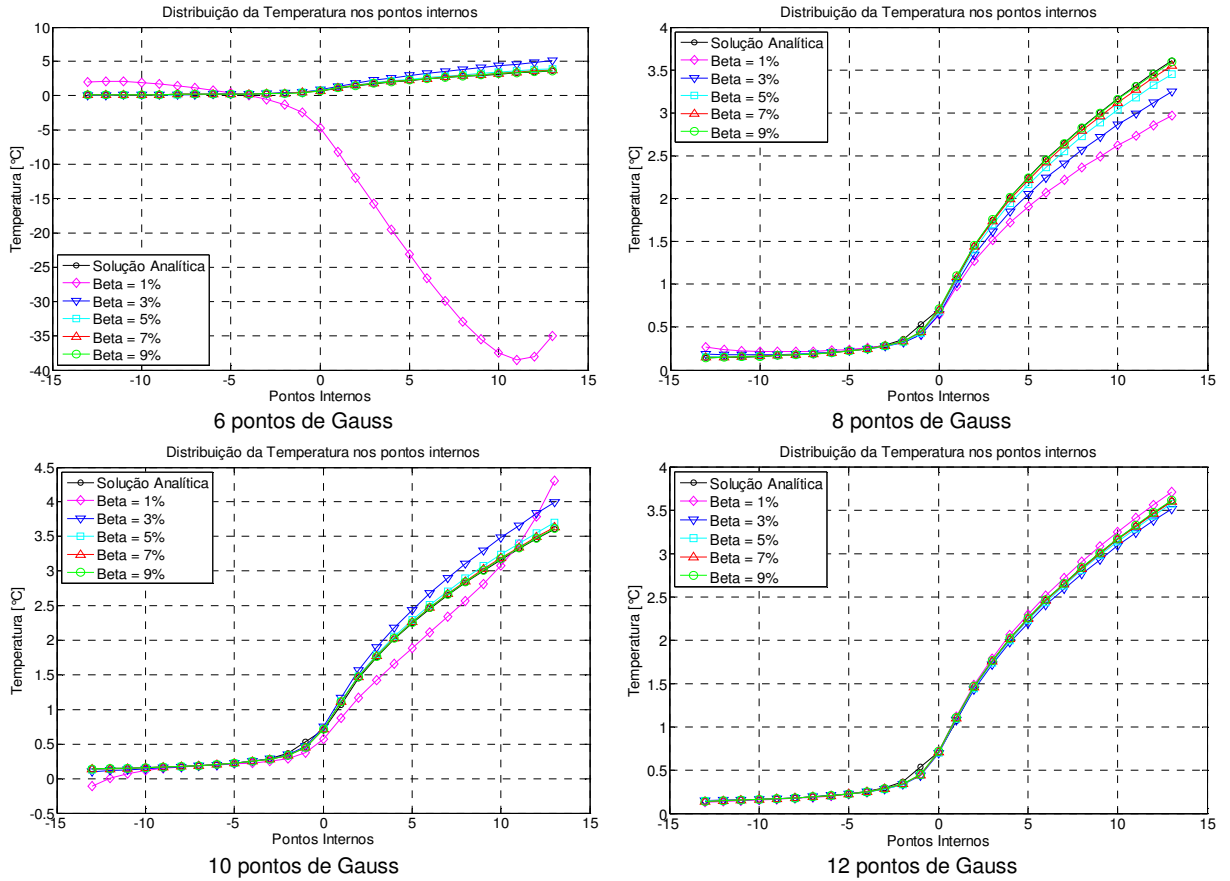 Distribuição da Temperatura nos pontos internos
10
5
0
-5
-10
-15
-20
-25
-30
-35
-40
Temperatura [°C]
Solução Analítica
Beta = 1%
Beta = 3%
Beta = 5%
Beta = 7%
Beta = 9%
-15
-10
-5
0
5
10
15
Pontos Internos
6 pontos de Gauss
Distribuição da Temperatura nos pontos internos
4
3.5
3
2.5
2
1.5
1
0.5
0
Temperatura [°C]
Solução Analítica
Beta = 1%
Beta = 3%
Beta = 5%
Beta = 7%
Beta = 9%
-15
-10
-5
0
5
10
15
Pontos Internos
8 pontos de Gauss
Distribuição da Temperatura nos pontos internos
4.5
4
3.5
3
2.5
2
1.5
1
0.5
0
-0.5
Temperatura [°C]
Solução Analítica
Beta = 1%
Beta = 3%
Beta = 5%
Beta = 7%
Beta = 9%
-15
-10
-5
0
5
10
15
Pontos Internos
10 pontos de Gauss
Distribuição da Temperatura nos pontos internos
4
3.5
3
2.5
2
1.5
1
0.5
0
Temperatura [°C]
Solução Analítica
Beta = 1%
Beta = 3%
Beta = 5%
Beta = 7%
Beta = 9%
-15
-10
-5
0
5
10
15
Pontos Internos
12 pontos de Gauss